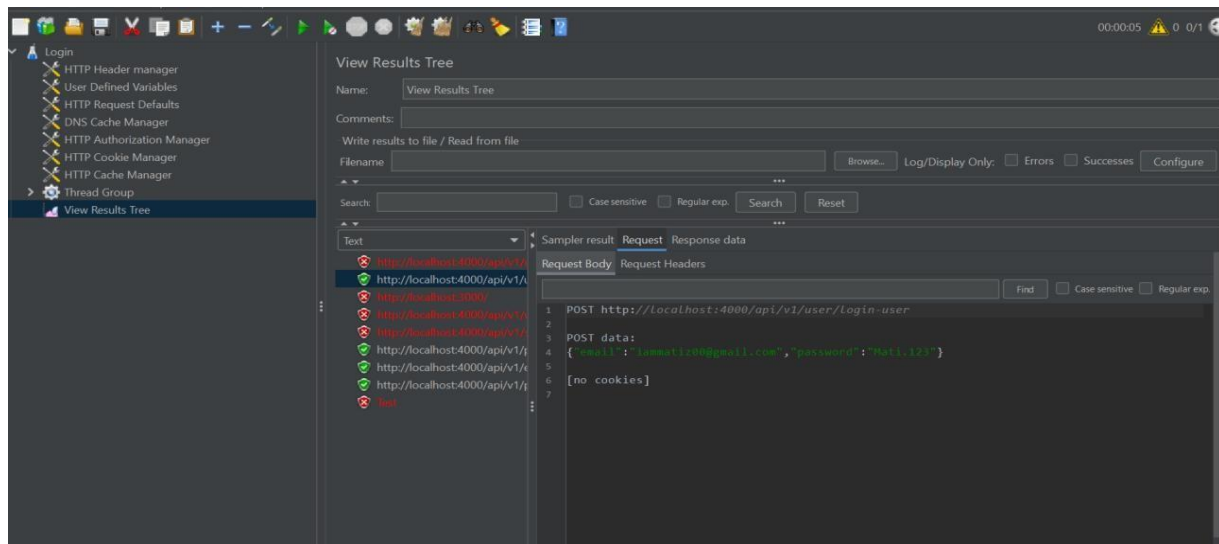 00:00:05 0 0/1
Login
HTTP Header manager
User Defined Variables
HTTP Request Defaults
DNS Cache Manager
HTTP Authorization Manager
HTTP Cookie Manager
HTTP Cache Manager
Thread Group
View Results Tree
View Results Tree
Name: View Results Tree
Comments:
Write results to file / Read from file
Filename Browse... Log/Display Only: Errors Successes Configure
Search: Case sensitive Regular exp. Search Reset
Text
http://localhost:4000/api/v1/
http://localhost:4000/api/v1/
http://localhost:3000/
http://localhost:4000/api/v1/
http://localhost:4000/api/v1/
http://localhost:4000/api/v1/p
http://localhost:4000/api/v1/
http://localhost:4000/api/v1/p
Test
Sampler result Request Response data
Request Body Request Headers
Find Case sensitive Regular exp.
1 POST http://localhost:4000/api/v1/user/login-user
2
3 POST data:
4 {"email":"iammatiz00@gmail.com","password":"Mati.123"}
5
6 [no cookies]
7